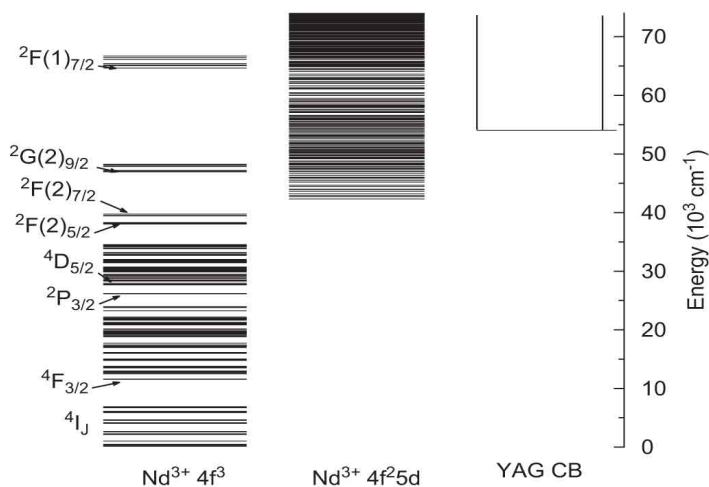 ²F(1)₇/₂
²G(2)₉/₂
²F(2)₇/₂
²F(2)₅/₂
⁴D₅/₂
²P₃/₂
⁴F₃/₂
⁴I_J
70
60
50
40
30
20
10
0
Energy (10³ cm⁻¹)
Nd³⁺ 4f³
Nd³⁺ 4f²5d
YAG CB